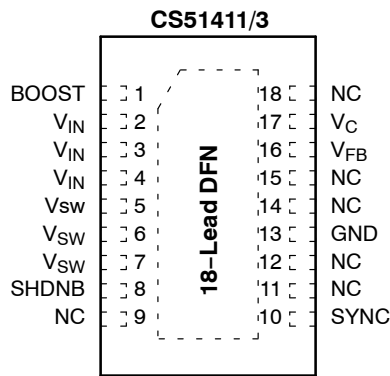 CS51411/3
BOOST 1 18 NC
VIN 2 17 VC
VIN 3 16 VFB
VIN 4 15 NC
Vsw 5 14 NC
VSW 6 13 GND
VSW 7 12 NC
SHDNB 8 11 NC
NC 9 10 SYNC
18–Lead DFN